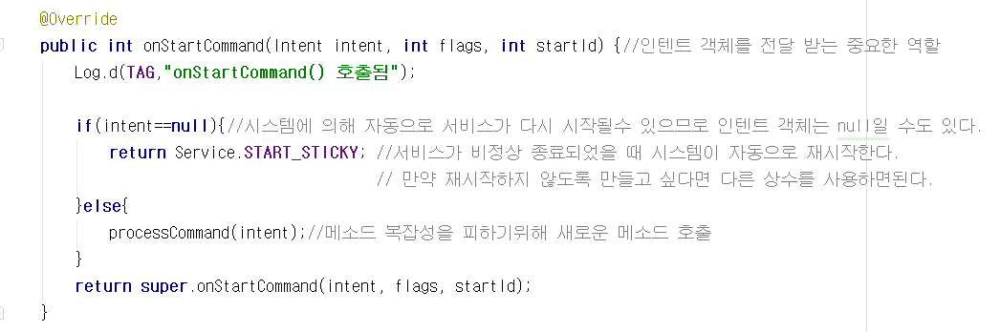 @Override
public int onStartCommand(Intent intent, int flags, int startId) {//인텐트 객체를 전달 받는 중요한 역할
Log.d(TAG,"onStartCommand() 호출됨");
if(intent==null){//시스템에 의해 자동으로 서비스가 다시 시작될수 있으므로 인텐트 객체는 null일 수도 있다.
return Service.START_STICKY; //서비스가 비정상 종료되었을 때 시스템이 자동으로 재시작한다.
// 만약 재시작하지 않도록 만들고 싶다면 다른 상수를 사용하면된다.
}else{
processCommand(intent);//메소드 복잡성을 피하기위해 새로운 메소드 호출
}
return super.onStartCommand(intent, flags, startId);
}